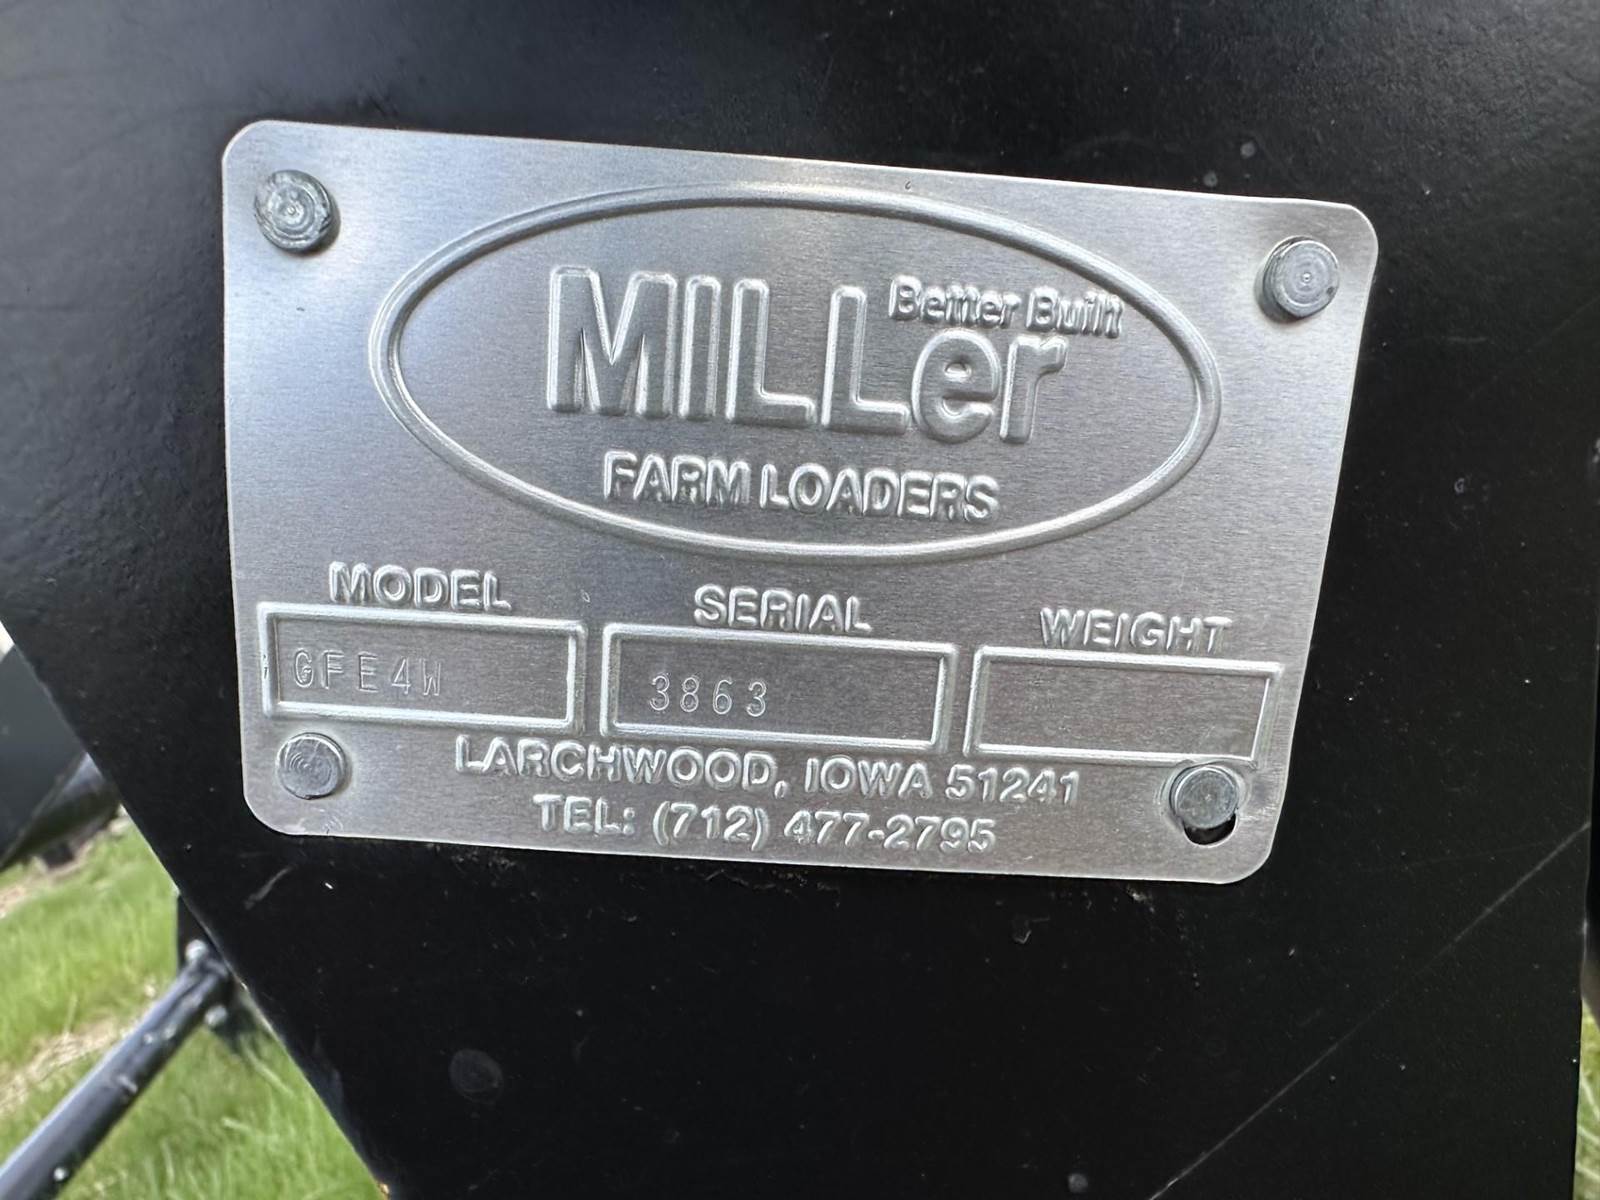 Better Built
MILLer
FARM LOADERS
MODEL SERIAL WEIGHT
GFE4W 3863
LARCHWOOD, IOWA 51241
TEL: (712) 477-2795